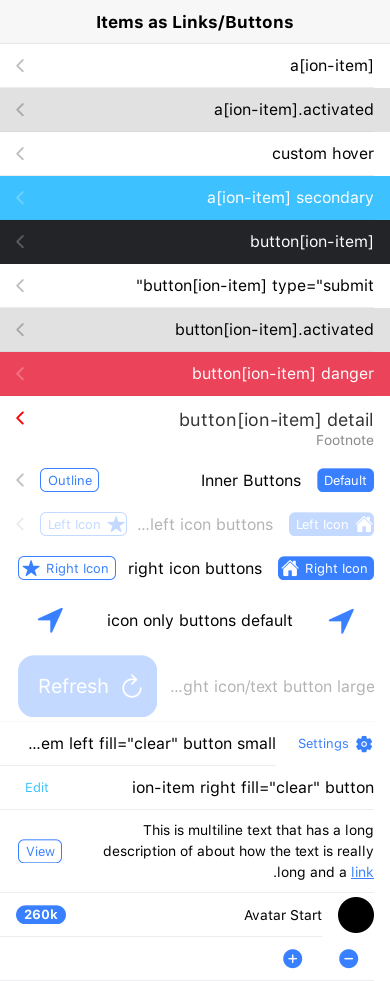 Items as Links/Buttons
a[ion-item]
a[ion-item].activated
custom hover
a[ion-item] secondary
button[ion-item]
"button[ion-item] type="submit
button[ion-item].activated
button[ion-item] danger
button[ion-item] detail
Footnote
Default Inner Buttons Outline
Left Icon ...left icon buttons Left Icon
Right Icon right icon buttons Right Icon
icon only buttons default
...ght icon/text button large Refresh
Settings ...em left fill="clear" button small
ion-item right fill="clear" button Edit
This is multiline text that has a long
description of about how the text is really View
.long and a link
Avatar Start 260k